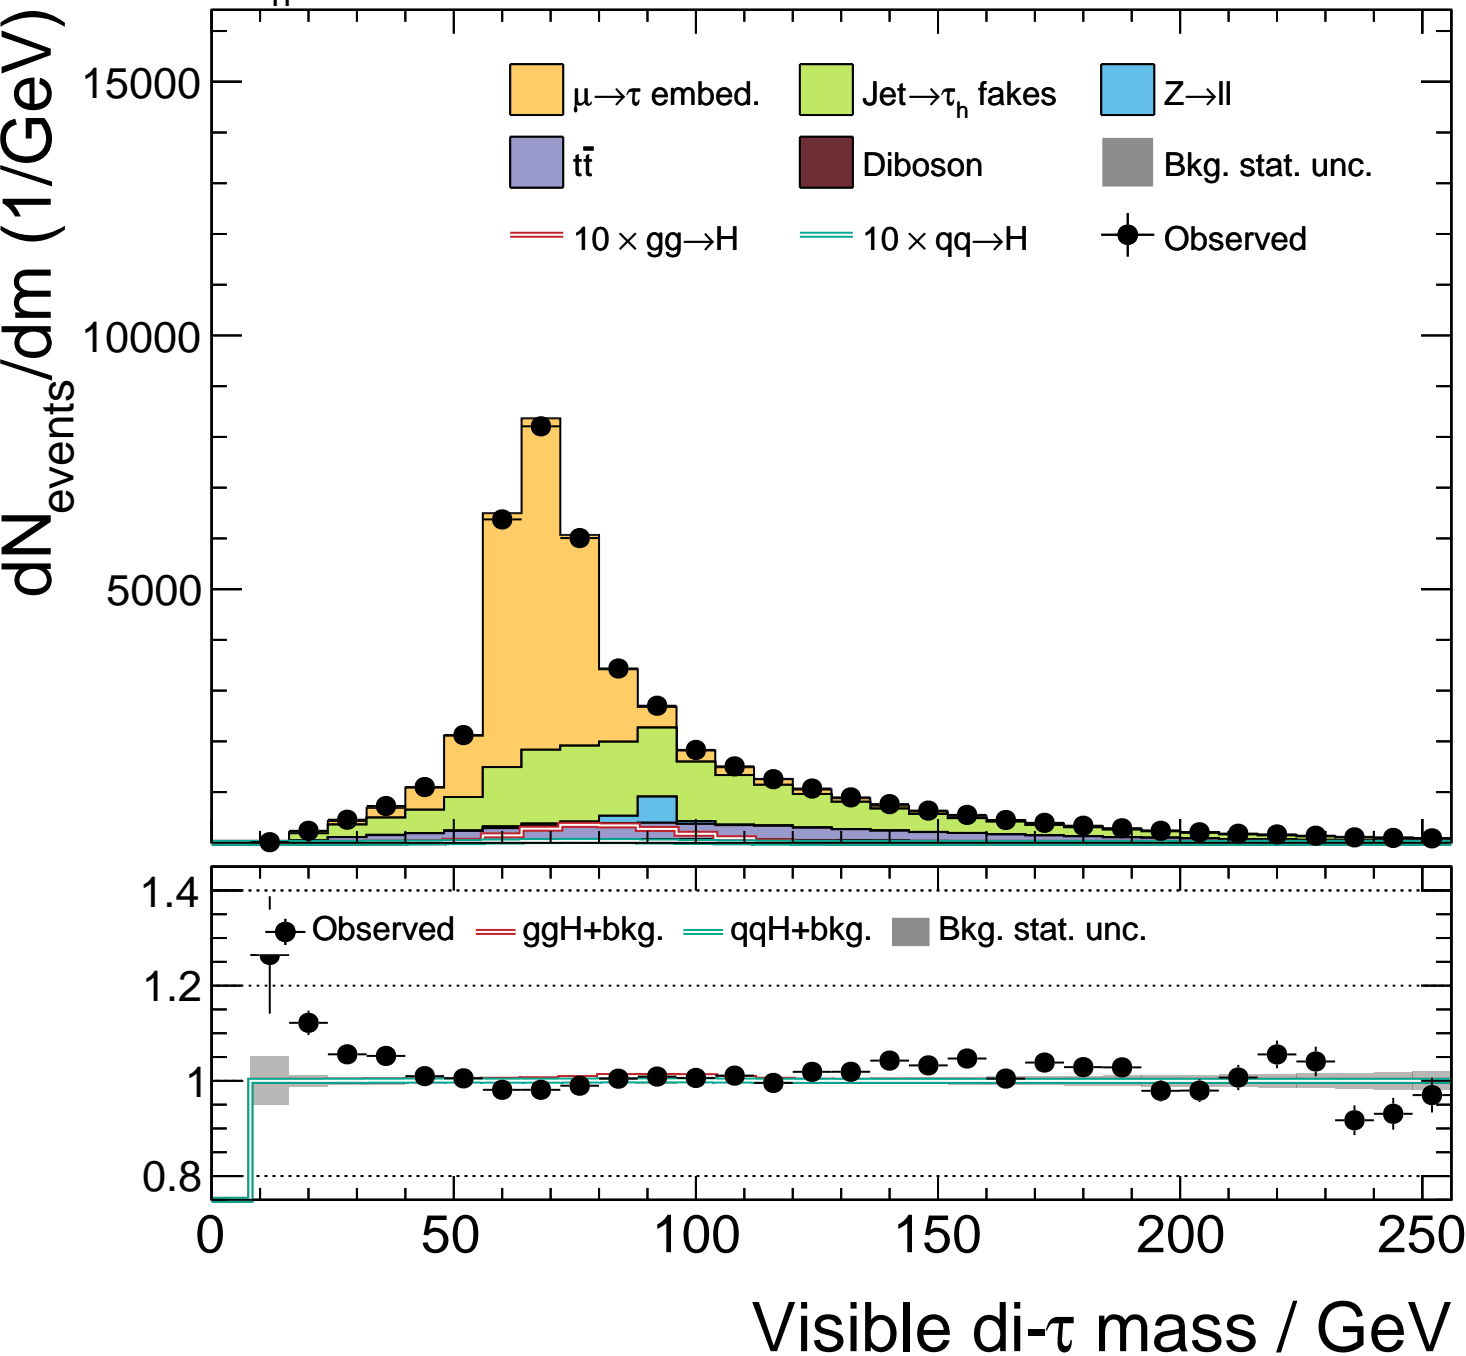 dN_events/dm (1/GeV)
15000
10000
5000
μ→τ embed.
Jet→τ_h fakes
Z→ll
tt̄
Diboson
Bkg. stat. unc.
10 × gg→H
10 × qq→H
Observed
1.4
1.2
1
0.8
Observed
ggH+bkg.
qqH+bkg.
Bkg. stat. unc.
0
50
100
150
200
250
Visible di-τ mass / GeV